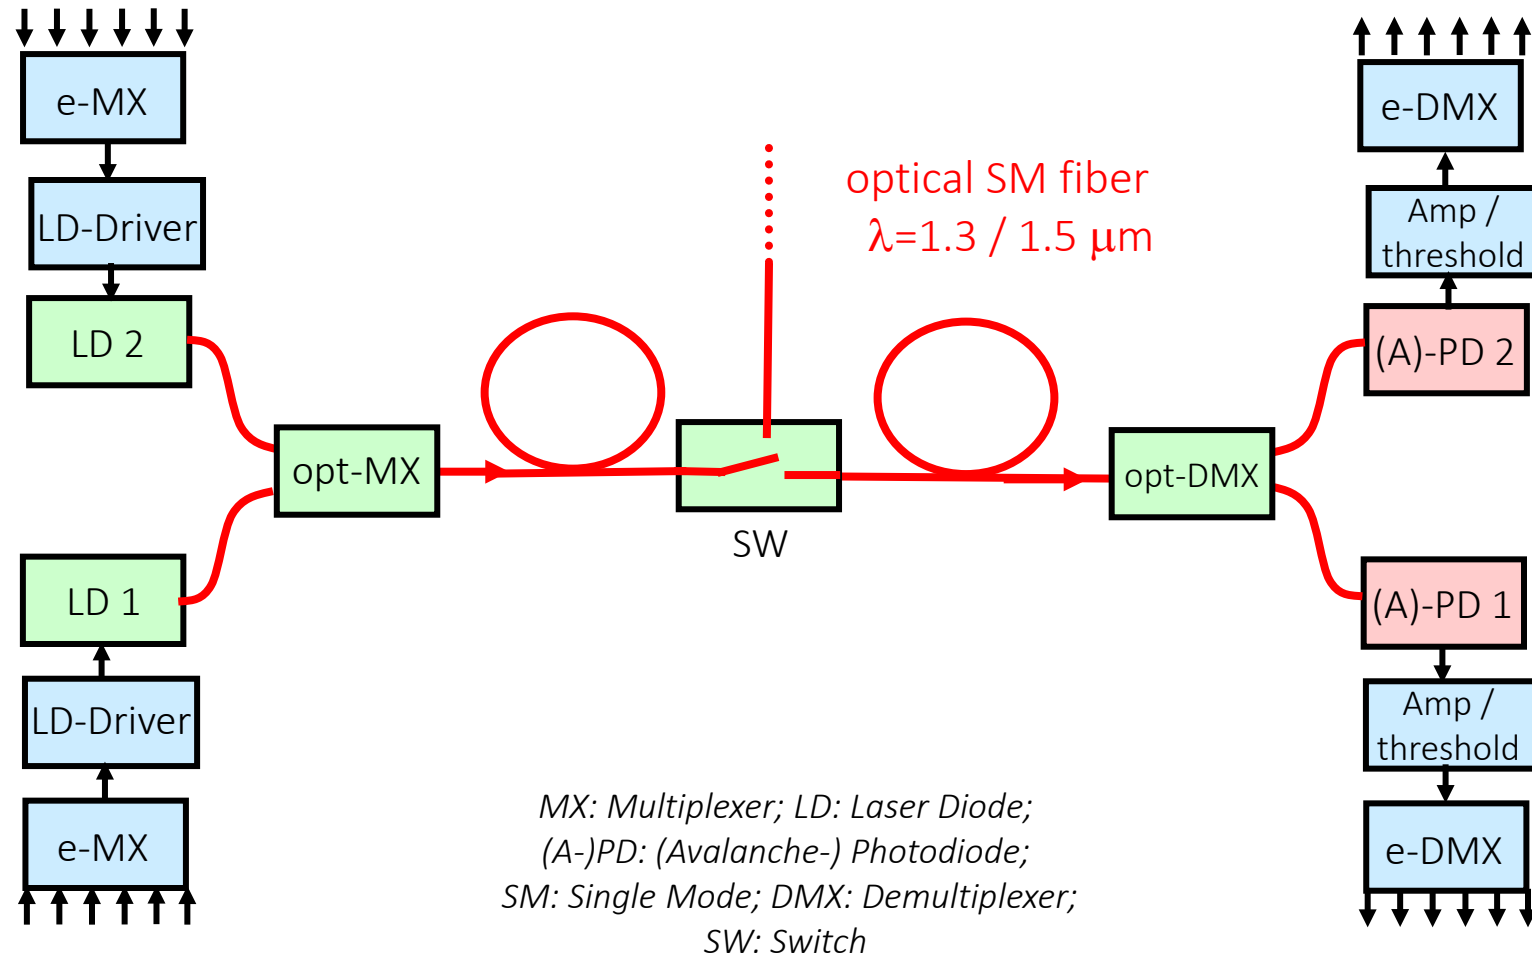 e-MX
LD-Driver
LD 2
opt-MX
LD 1
LD-Driver
e-MX
optical SM fiber
λ=1.3 / 1.5 μm
SW
opt-DMX
e-DMX
Amp /
threshold
(A)-PD 2
(A)-PD 1
Amp /
threshold
e-DMX
MX: Multiplexer; LD: Laser Diode;
(A-)PD: (Avalanche-) Photodiode;
SM: Single Mode; DMX: Demultiplexer;
SW: Switch